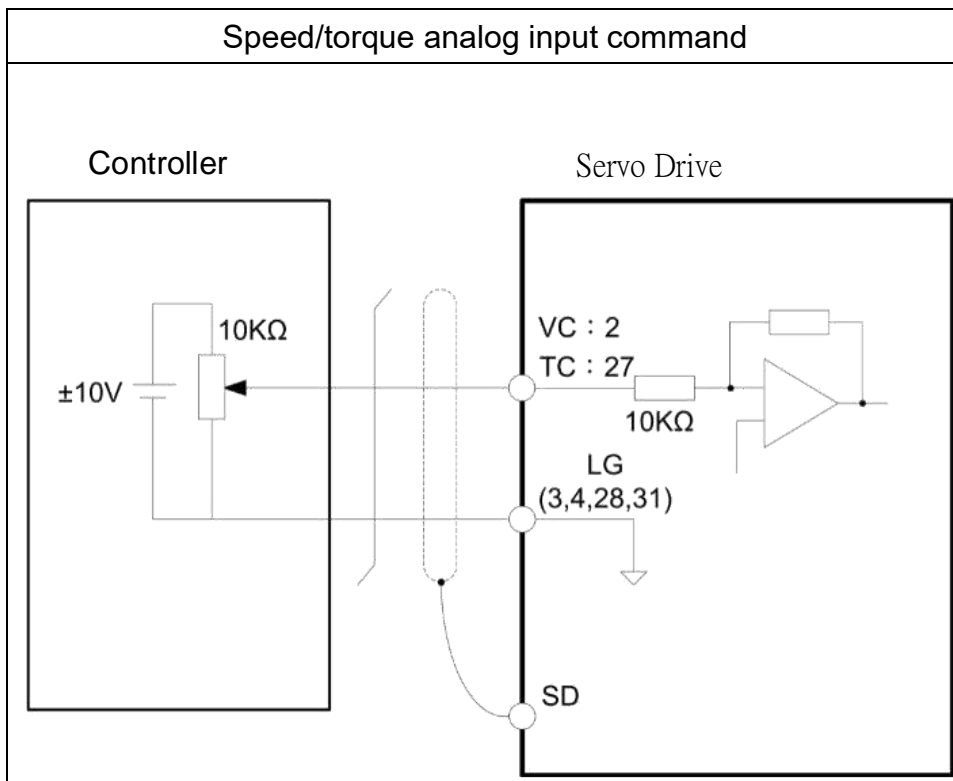 Speed/torque analog input command
Controller
Servo Drive
10KΩ
±10V
VC：2
TC：27
10KΩ
LG
(3,4,28,31)
SD